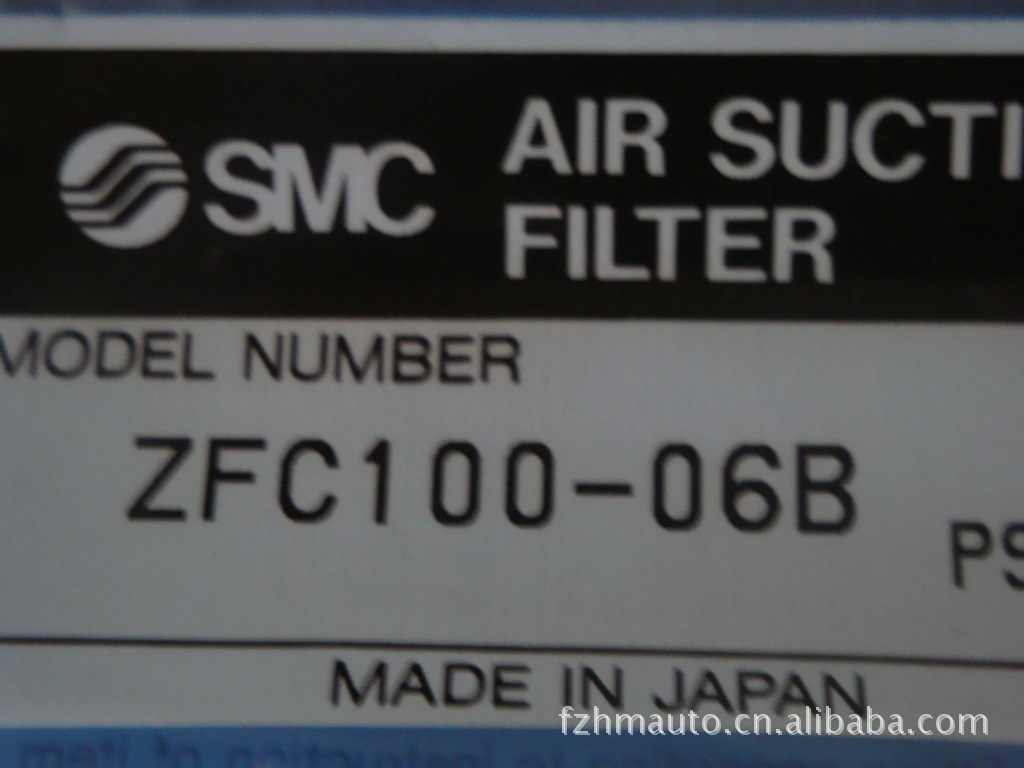 SMC
AIR SUCTI
FILTER
MODEL NUMBER
ZFC100-06B
PS
MADE IN JAPAN
fzhmauto.cn.alibaba.com